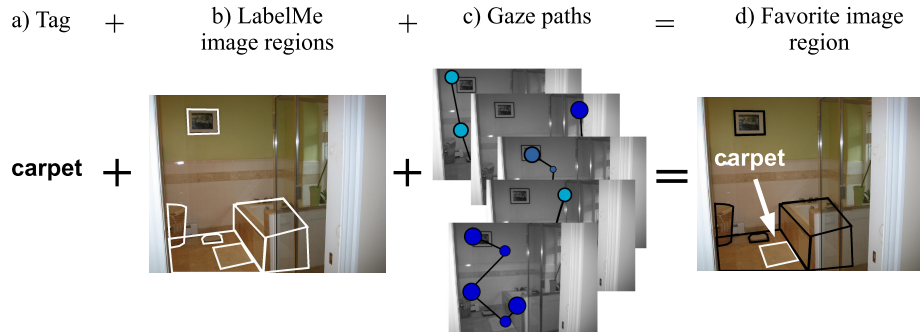 a) Tag + b) LabelMe + c) Gaze paths = d) Favorite image
image regions region
carpet + + =
carpet